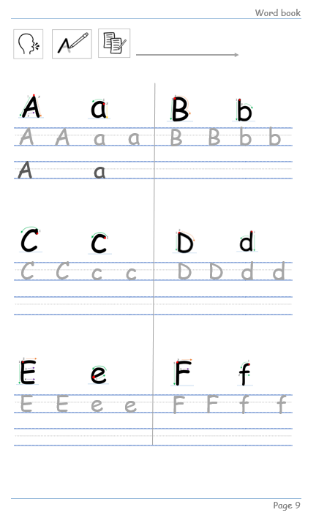 Word book
A
A a B b
A A a a B B b b
A a
C c D d
C C c c D D d d
E e F f
E E e e F F f f
Page 9